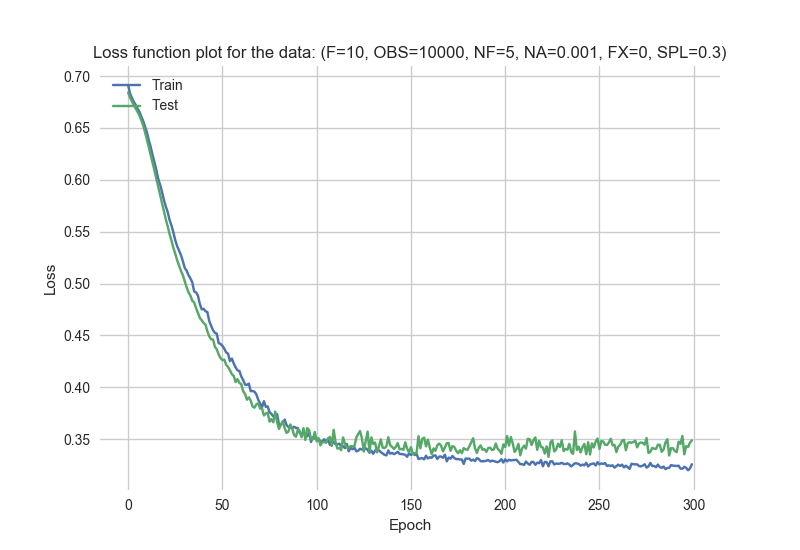 Loss function plot for the data: (F=10, OBS=10000, NF=5, NA=0.001, FX=0, SPL=0.3)
Train
Test
0.70
0.65
0.60
0.55
0.50
0.45
0.40
0.35
Loss
0 50 100 150 200 250 300
Epoch